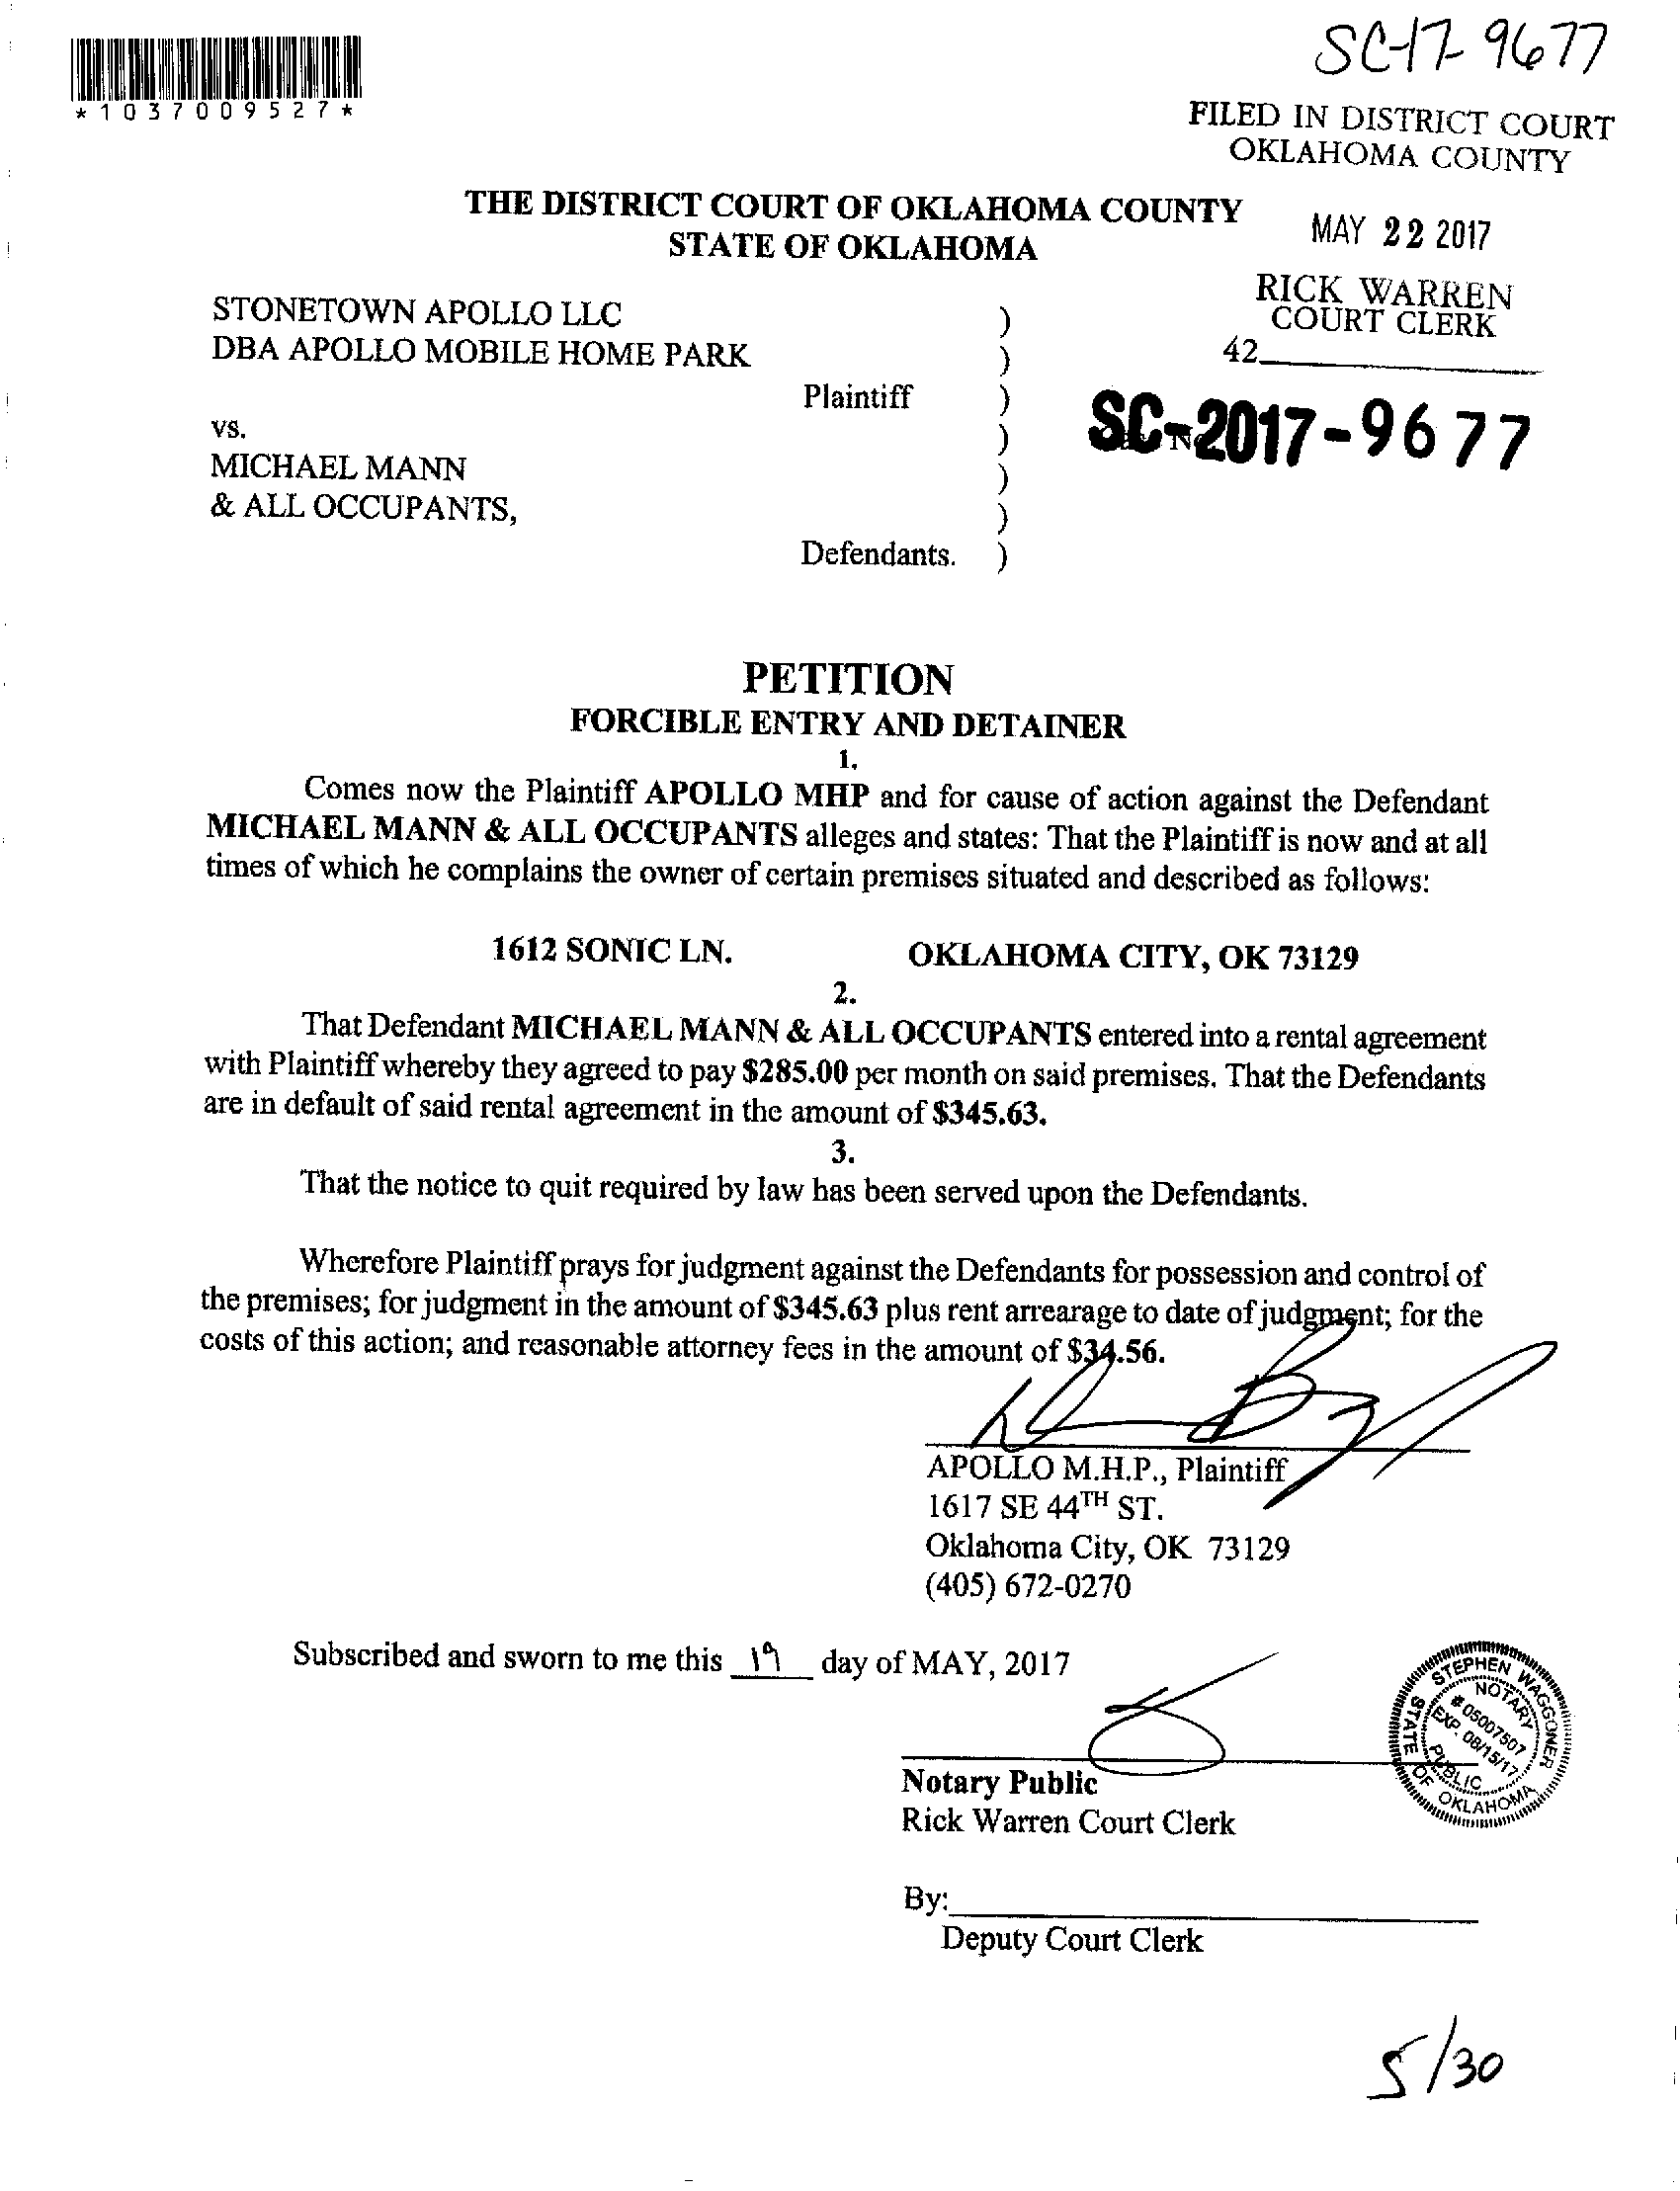 SC-17-9677
*1037009527*
FILED IN DISTRICT COURT
OKLAHOMA COUNTY
THE DISTRICT COURT OF OKLAHOMA COUNTY
STATE OF OKLAHOMA
MAY 22 2017
RICK WARREN
COURT CLERK
42
STONETOWN APOLLO LLC )
DBA APOLLO MOBILE HOME PARK )
Plaintiff )
vs. )
SC-2017-9677
MICHAEL MANN )
& ALL OCCUPANTS, )
Defendants. )
PETITION
FORCIBLE ENTRY AND DETAINER
1.
Comes now the Plaintiff APOLLO MHP and for cause of action against the Defendant
MICHAEL MANN & ALL OCCUPANTS alleges and states: That the Plaintiff is now and at all
times of which he complains the owner of certain premises situated and described as follows:
1612 SONIC LN. OKLAHOMA CITY, OK 73129
2.
That Defendant MICHAEL MANN & ALL OCCUPANTS entered into a rental agreement
with Plaintiff whereby they agreed to pay $285.00 per month on said premises. That the Defendants
are in default of said rental agreement in the amount of $345.63.
3.
That the notice to quit required by law has been served upon the Defendants.
Wherefore Plaintiff prays for judgment against the Defendants for possession and control of
the premises; for judgment in the amount of $345.63 plus rent arrearage to date of judgment; for the
costs of this action; and reasonable attorney fees in the amount of $34.56.
APOLLO M.H.P., Plaintiff
1617 SE 44TH ST.
Oklahoma City, OK 73129
(405) 672-0270
Subscribed and sworn to me this 19 day of MAY, 2017
STEPHEN WAGGONER
NOTARY
# 05007507
EXP. 08/15/17
PUBLIC
STATE OF OKLAHOMA
Notary Public
Rick Warren Court Clerk
By:
Deputy Court Clerk
5/30